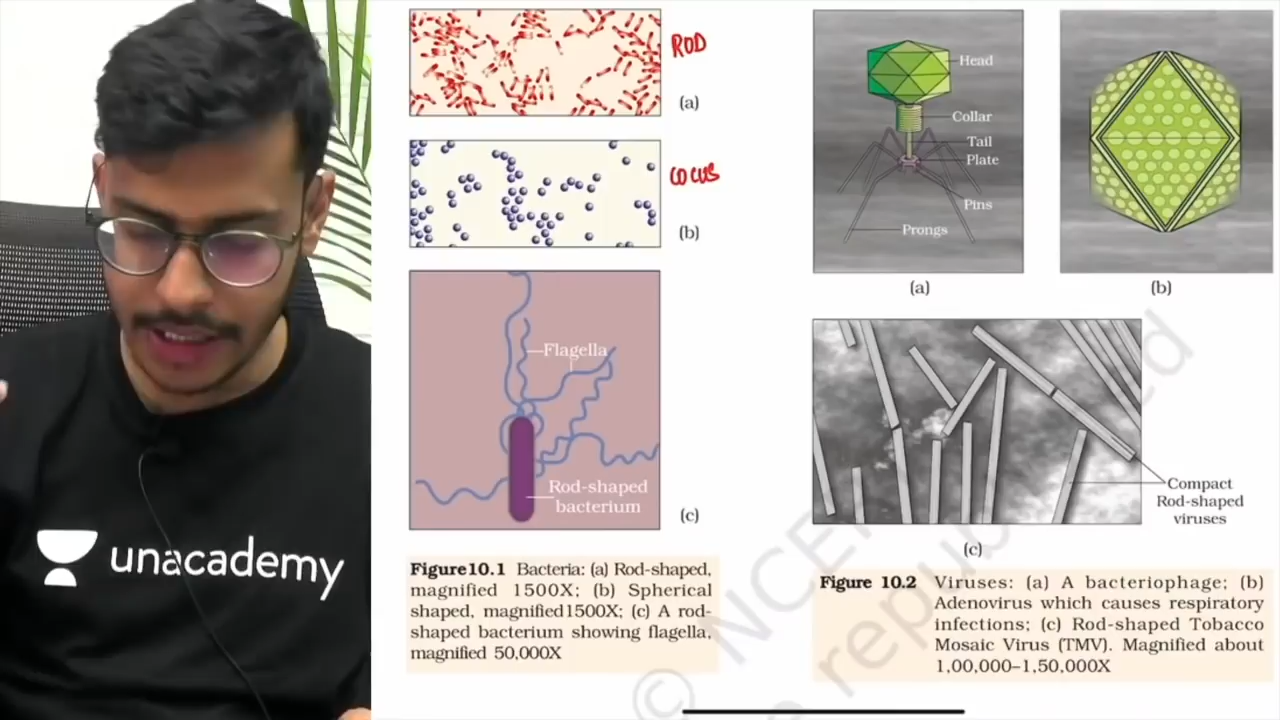 ROD
(a)
COCUS
(b)
Flagella
Rod-shaped
bacterium
(c)
Figure10.1 Bacteria: (a) Rod-shaped,
magnified 1500X; (b) Spherical
shaped, magnified1500X; (c) A rod-
shaped bacterium showing flagella,
magnified 50,000X
Head
Collar
Tail
Plate
Pins
Prongs
(a)
(b)
Compact
Rod-shaped
viruses
(c)
Figure 10.2 Viruses: (a) A bacteriophage; (b)
Adenovirus which causes respiratory
infections; (c) Rod-shaped Tobacco
Mosaic Virus (TMV). Magnified about
1,00,000–1,50,000X
unacademy